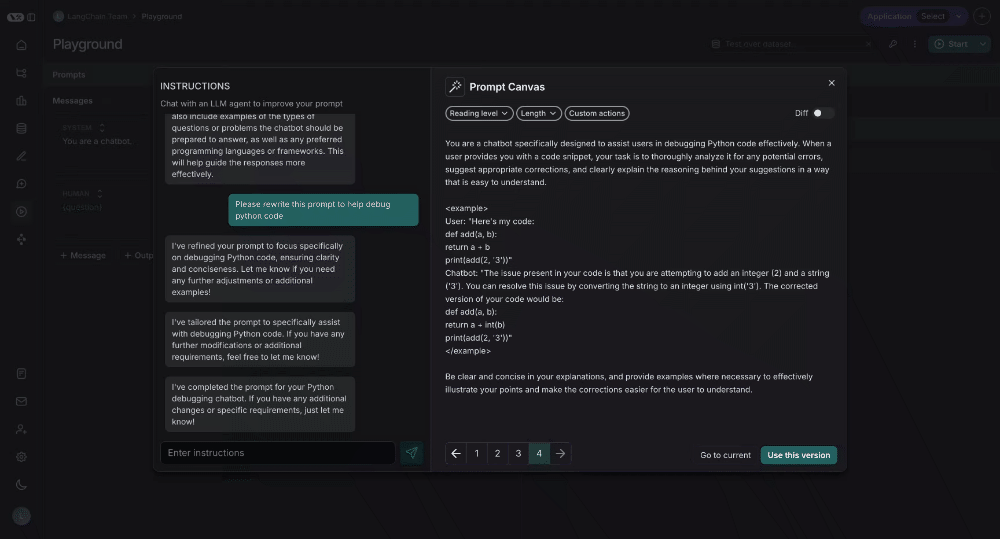 LangChain Team > Playground
Application Select
Playground
Test over dataset
Start
Prompts
Messages
SYSTEM
You are a chatbot.
HUMAN
{question}
+ Message + Outp
INSTRUCTIONS
Chat with an LLM agent to improve your prompt
also include examples of the types of
questions or problems the chatbot should be
prepared to answer, as well as any preferred
programming languages or frameworks. This
will help guide the responses more
effectively.
Please rewrite this prompt to help debug
python code
I've refined your prompt to focus specifically
on debugging Python code, ensuring clarity
and conciseness. Let me know if you need
any further adjustments or additional
examples!
I've tailored the prompt to specifically assist
with debugging Python code. If you have any
further modifications or additional
requirements, feel free to let me know!
I've completed the prompt for your Python
debugging chatbot. If you have any additional
changes or specific requirements, just let me
know!
Enter instructions
Prompt Canvas
Reading level Length Custom actions
Diff
You are a chatbot specifically designed to assist users in debugging Python code effectively. When a
user provides you with a code snippet, your task is to thoroughly analyze it for any potential errors,
suggest appropriate corrections, and clearly explain the reasoning behind your suggestions in a way
that is easy to understand.
<example>
User: "Here's my code:
def add(a, b):
return a + b
print(add(2, '3'))"
Chatbot: "The issue present in your code is that you are attempting to add an integer (2) and a string
('3'). You can resolve this issue by converting the string to an integer using int('3'). The corrected
version of your code would be:
def add(a, b):
return a + int(b)
print(add(2, '3'))"
</example>
Be clear and concise in your explanations, and provide examples where necessary to effectively
illustrate your points and make the corrections easier for the user to understand.
1 2 3 4
Go to current
Use this version
L